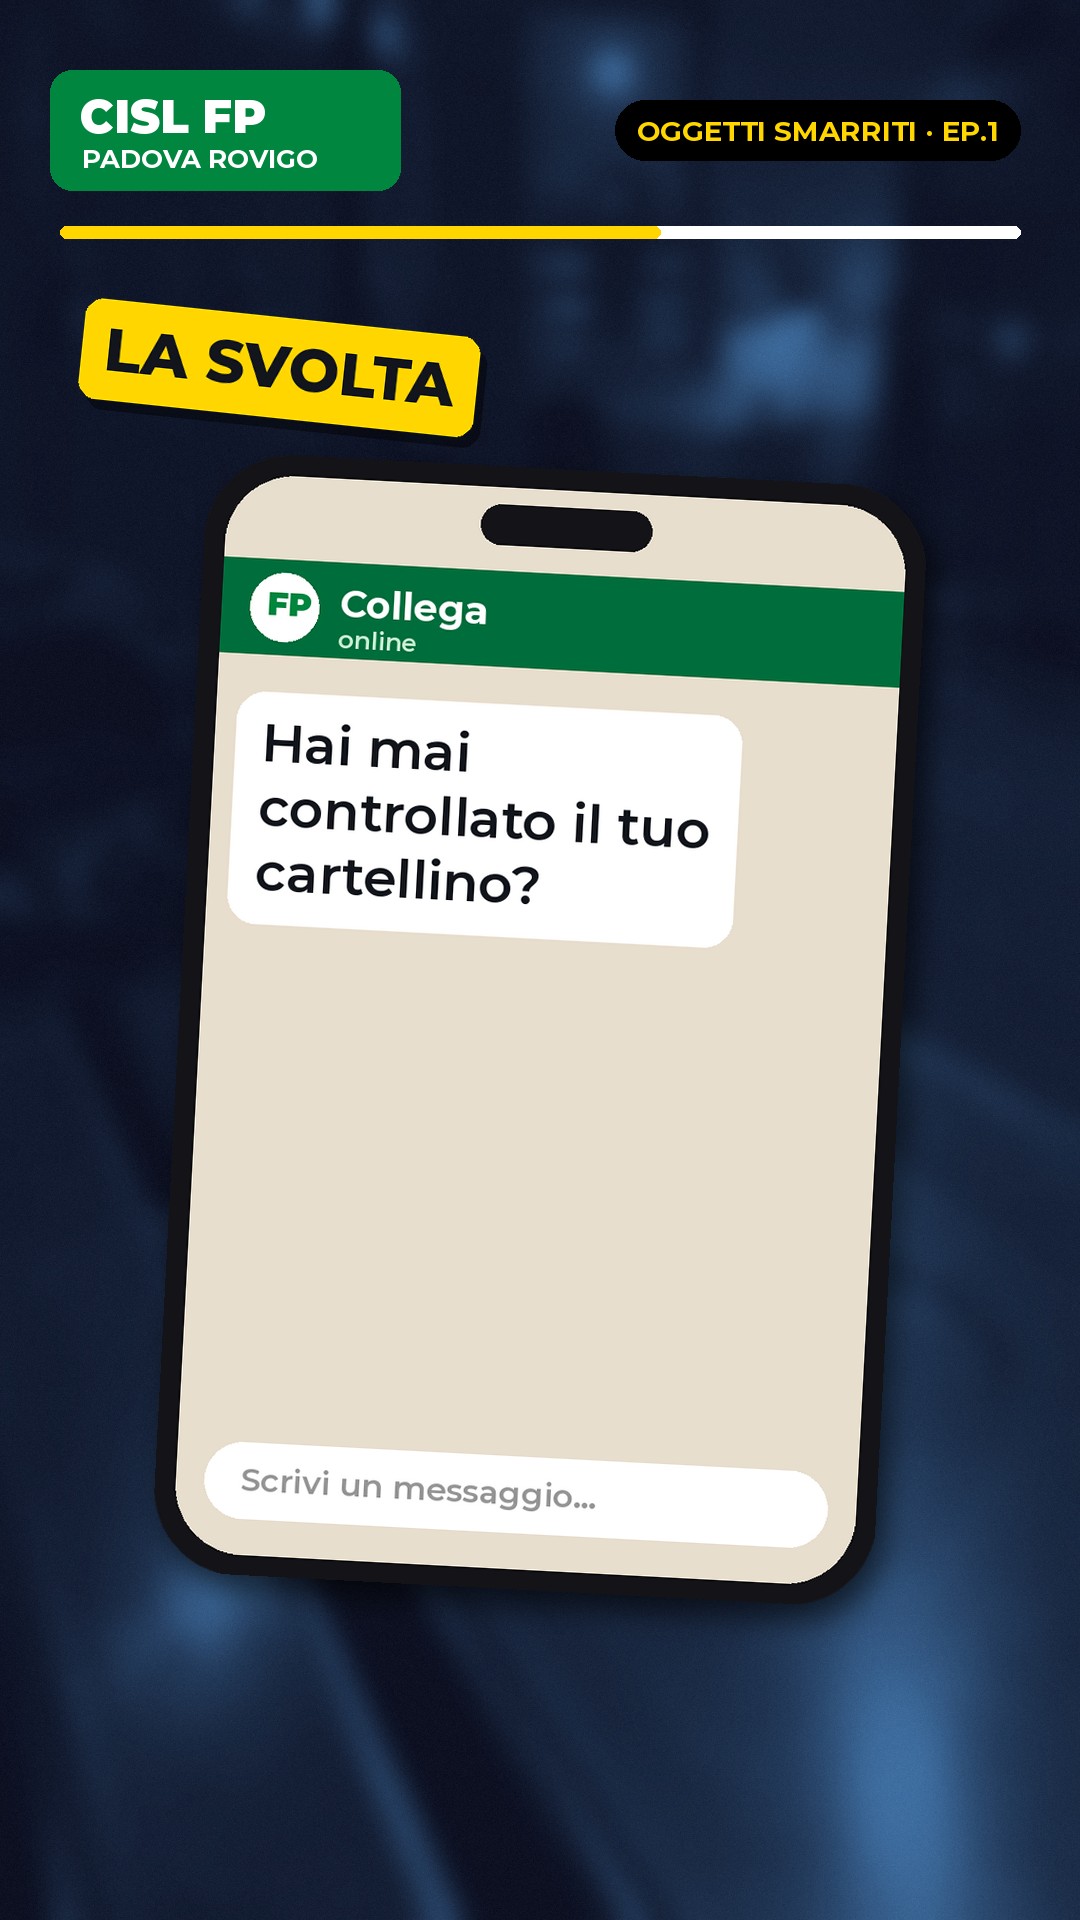 CISL FP
PADOVA ROVIGO
OGGETTI SMARRITI · EP.1
LA SVOLTA
FP
Collega
online
Hai mai
controllato il tuo
cartellino?
Scrivi un messaggio...